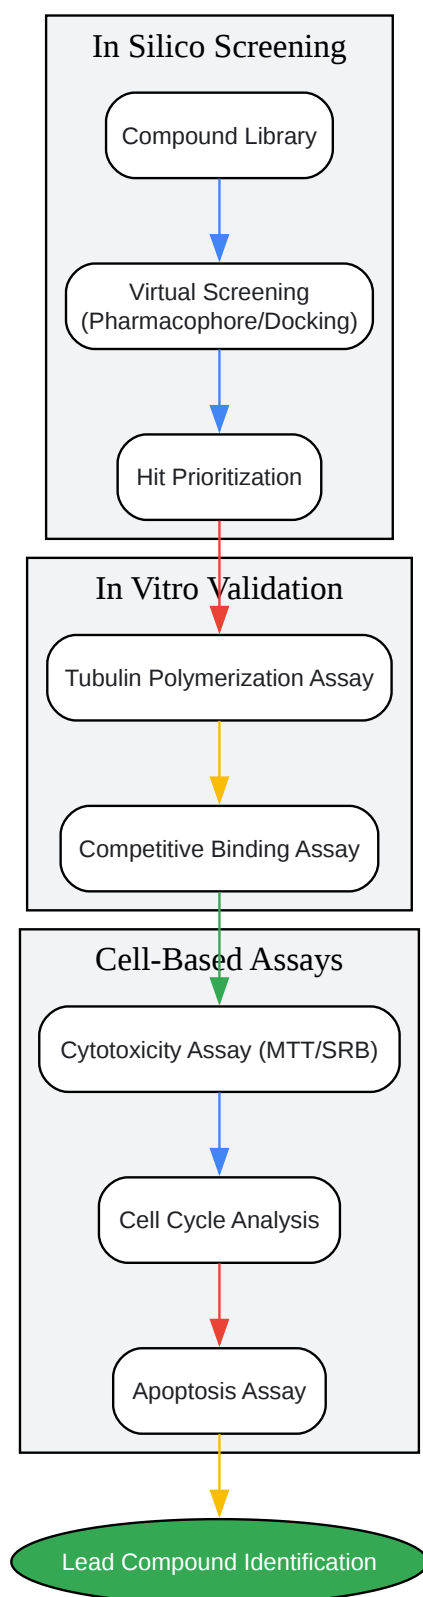 In Silico Screening
Compound Library
Virtual Screening
(Pharmacophore/Docking)
Hit Prioritization
In Vitro Validation
Tubulin Polymerization Assay
Competitive Binding Assay
Cell-Based Assays
Cytotoxicity Assay (MTT/SRB)
Cell Cycle Analysis
Apoptosis Assay
Lead Compound Identification